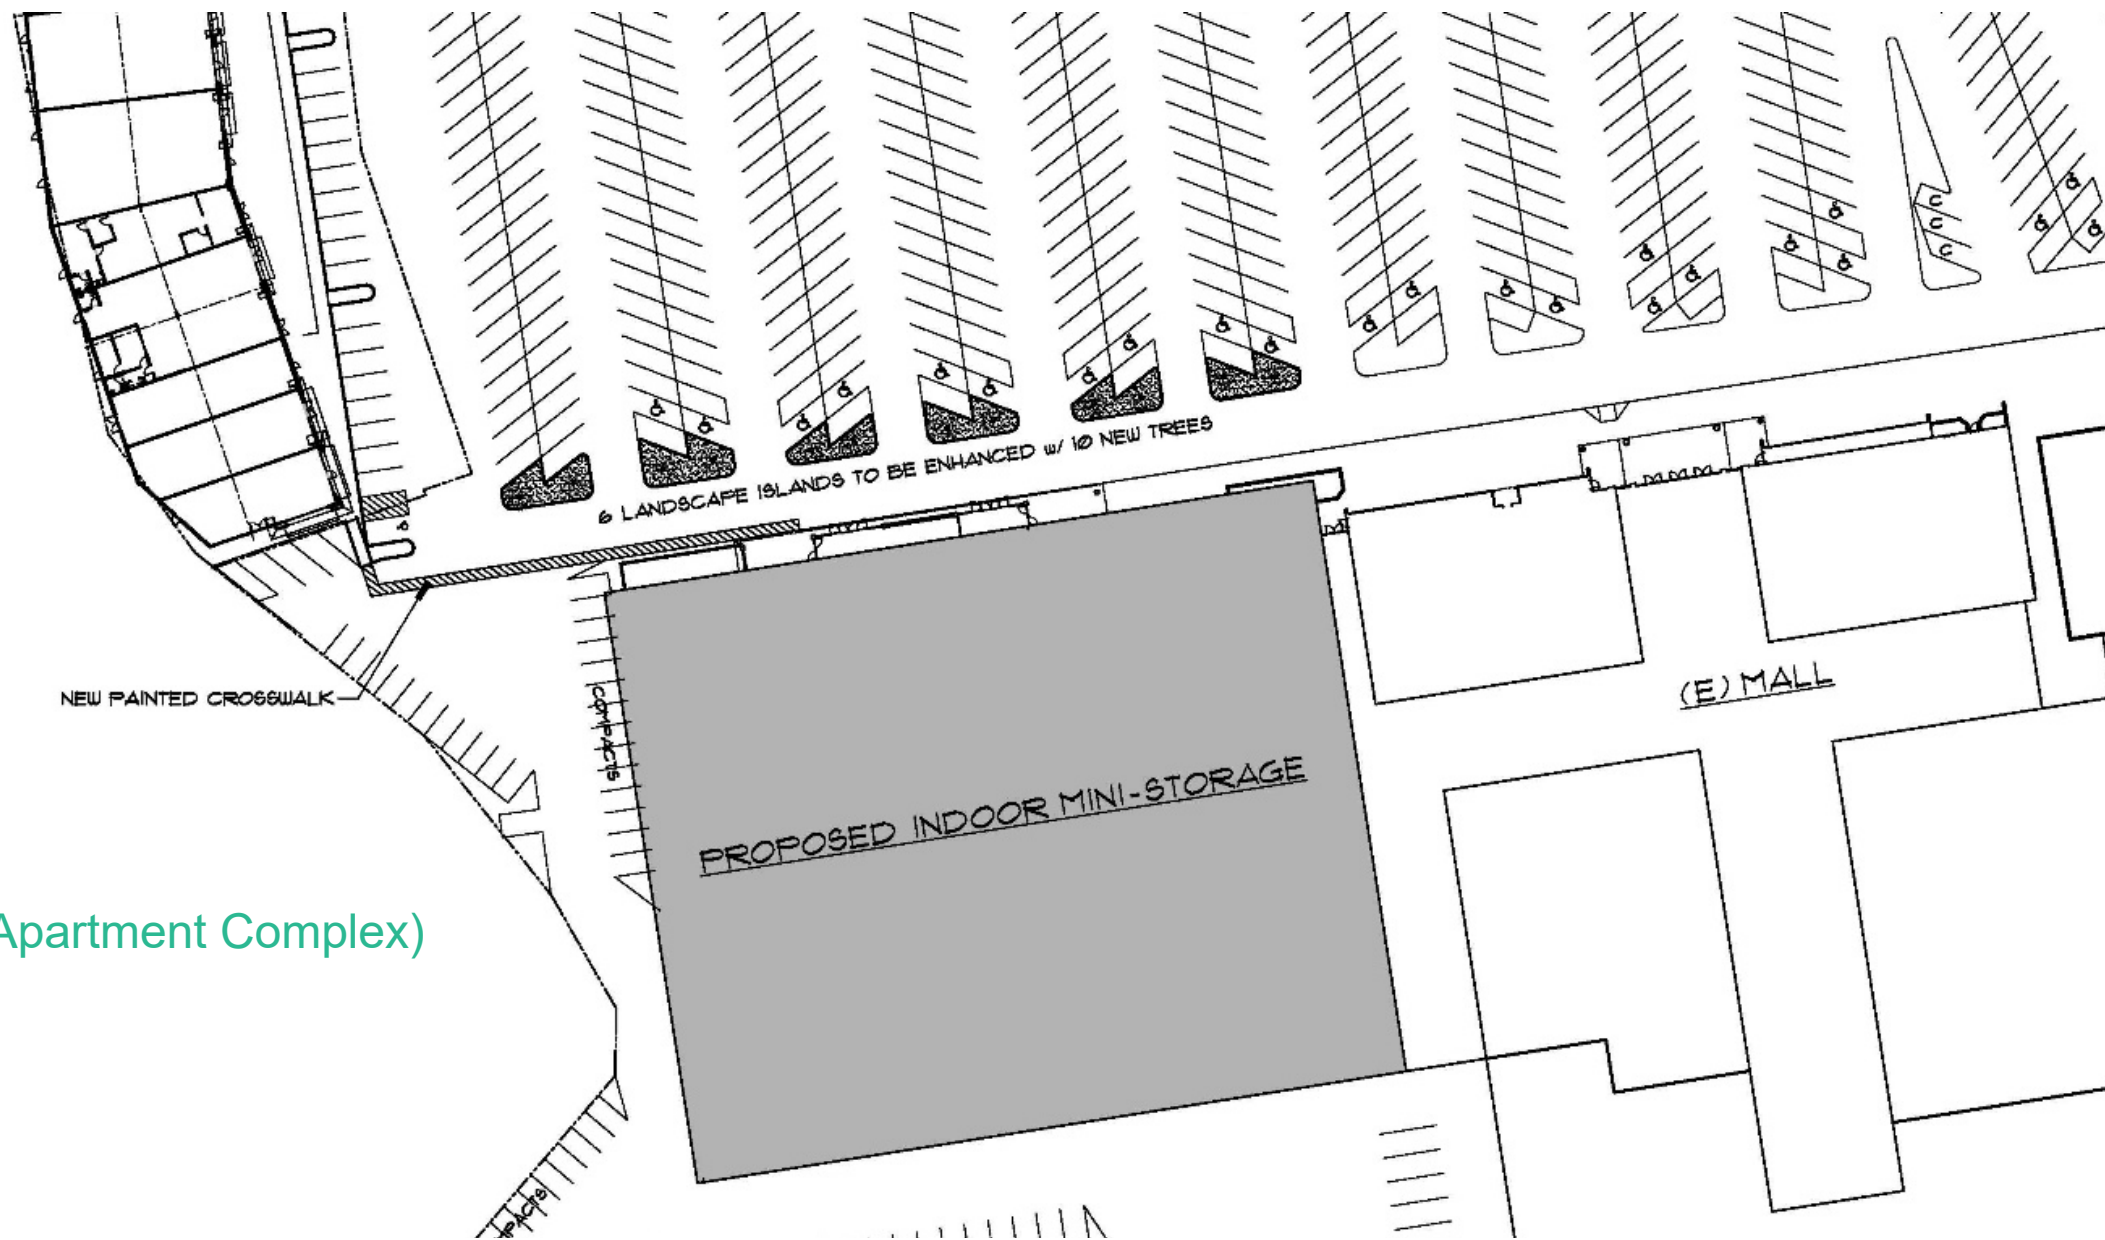 C
C
C
6 LANDSCAPE ISLANDS TO BE ENHANCED w/ 10 NEW TREES
NEW PAINTED CROSSWALK
COMPACTS
(E) MALL
PROPOSED INDOOR MINI-STORAGE
Apartment Complex)
PACTS